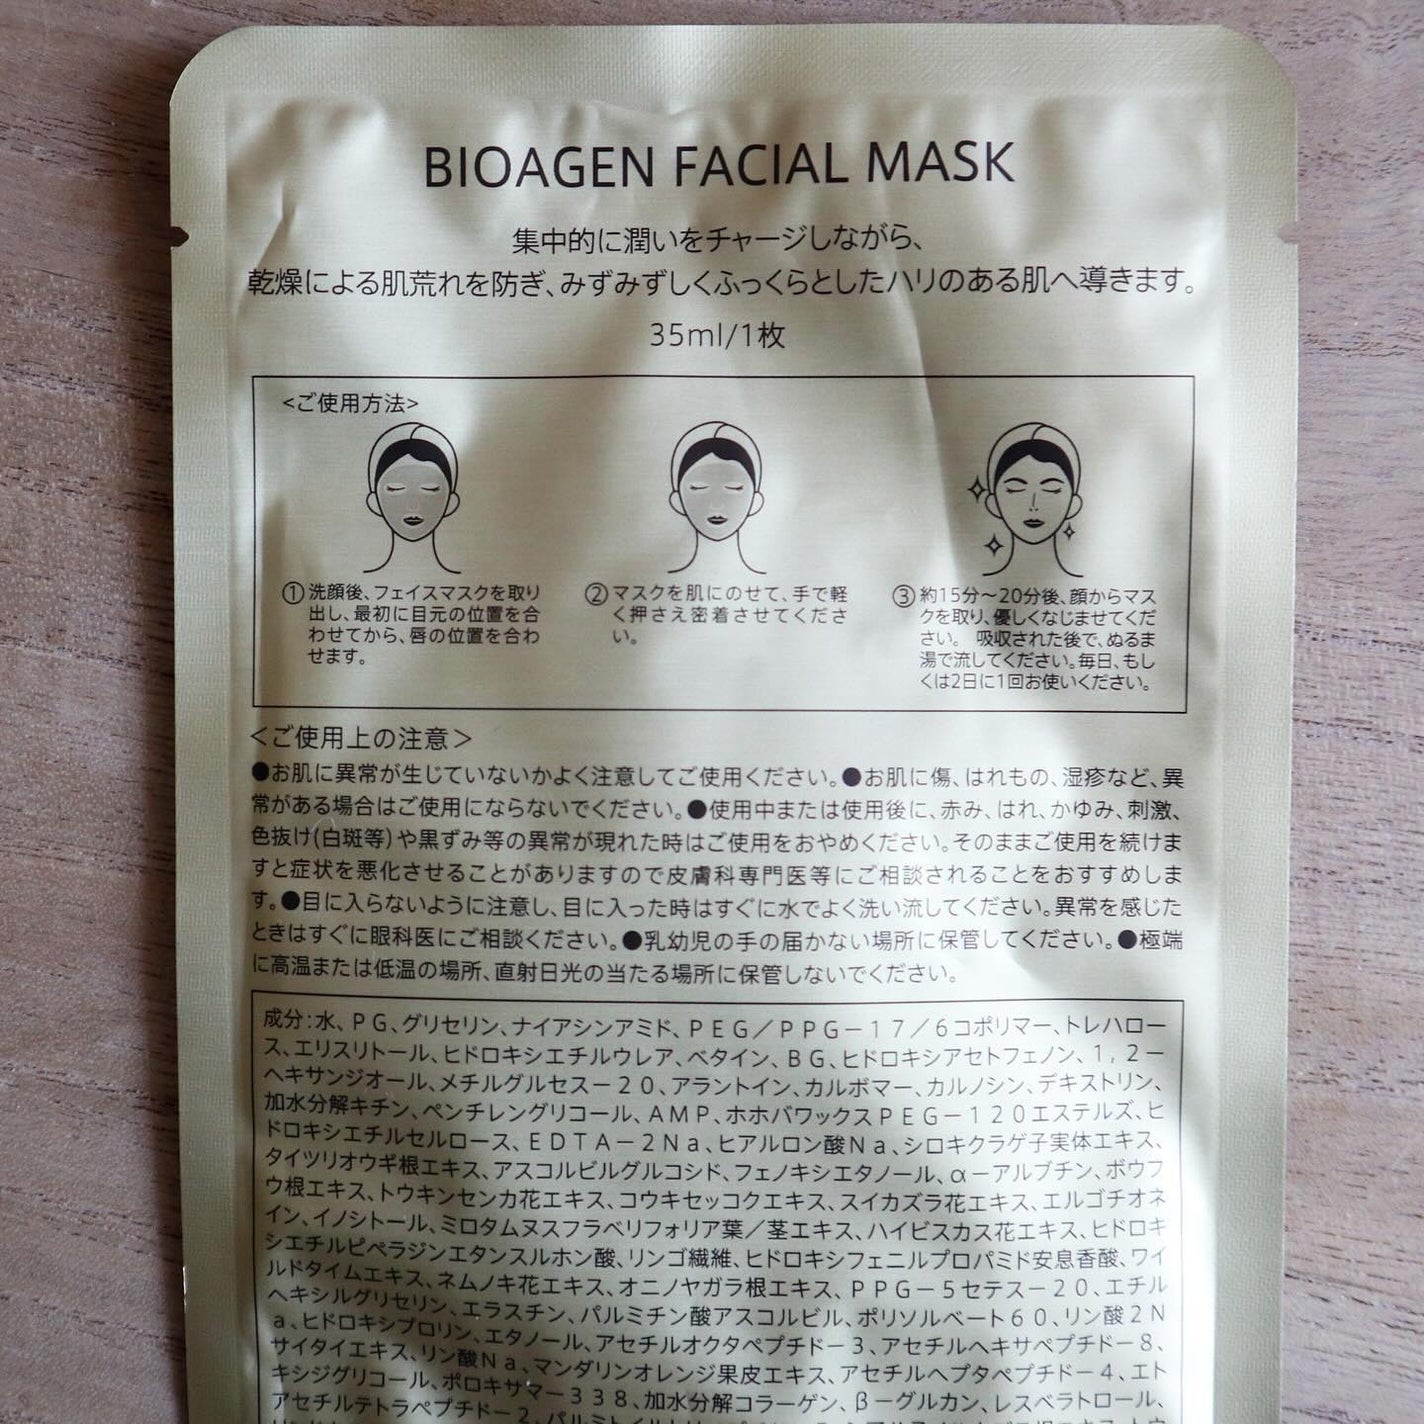 BIOAGEN FACIAL MASK
集中的に潤いをチャージしながら、
乾燥による肌荒れを防ぎ、みずみずしくふっくらとしたハリのある肌へ導きます。
35ml/1枚
<ご使用方法>
①洗顔後、フェイスマスクを取り
出し、最初に目元の位置を合
わせてから、唇の位置を合わ
せます。
②マスクを肌にのせて、手で軽
く押さえ密着させてくださ
い。
③約15分〜20分後、顔からマス
クを取り、優しくなじませてくだ
さい。 吸収された後で、ぬるま
湯で流してください。毎日、もし
くは2日に1回お使いください。
<ご使用上の注意>
●お肌に異常が生じていないかよく注意してご使用ください。●お肌に傷、はれもの、湿疹など、異
常がある場合はご使用にならないでください。●使用中または使用後に、赤み、はれ、かゆみ、刺激、
色抜け(白斑等)や黒ずみ等の異常が現れた時はご使用をおやめください。そのままご使用を続けま
すと症状を悪化させることがありますので皮膚科専門医等にご相談されることをおすすめしま
す。●目に入らないように注意し、目に入った時はすぐに水でよく洗い流してください。異常を感じた
ときはすぐに眼科医にご相談ください。●乳幼児の手の届かない場所に保管してください。●極端
に高温または低温の場所、直射日光の当たる場所に保管しないでください。
成分：水、ＰＧ、グリセリン、ナイアシンアミド、ＰＥＧ／ＰＰＧ－１７／６コポリマー、トレハロー
ス、エリスリトール、ヒドロキシエチルウレア、ベタイン、ＢＧ、ヒドロキシアセトフェノン、１，２－
ヘキサンジオール、メチルグルセス－２０、アラントイン、カルボマー、カルノシン、デキストリン、
加水分解キチン、ペンチレングリコール、ＡＭＰ、ホホバワックスＰＥＧ－１２０エステルズ、ヒ
ドロキシエチルセルロース、ＥＤＴＡ－２Ｎａ、ヒアルロン酸Ｎａ、シロキクラゲ子実体エキス、
タイツリオウギ根エキス、アスコルビルグルコシド、フェノキシエタノール、α－アルブチン、ボウフ
ウ根エキス、トウキンセンカ花エキス、コウキセッコクエキス、スイカズラ花エキス、エルゴチオネ
イン、イノシトール、ミロタムヌスフラベリフォリア葉／茎エキス、ハイビスカス花エキス、ヒドロキ
シエチルピペラジンエタンスルホン酸、リンゴ繊維、ヒドロキシフェニルプロパミド安息香酸、ワイ
ルドタイムエキス、ネムノキ花エキス、オニノヤガラ根エキス、ＰＰＧ－５セテス－２０、エチル
ヘキシルグリセリン、エラスチン、パルミチン酸アスコルビル、ポリソルベート６０、リン酸２Ｎ
ａ、ヒドロキシプロリン、エタノール、アセチルオクタペプチド－３、アセチルヘキサペプチド－８、
サイタイエキス、リン酸Ｎａ、マンダリンオレンジ果皮エキス、アセチルヘプタペプチド－４、エト
キシジグリコール、ポロキサマー３３８、加水分解コラーゲン、β－グルカン、レスベラトロール、
アセチルテトラペプチド－２、